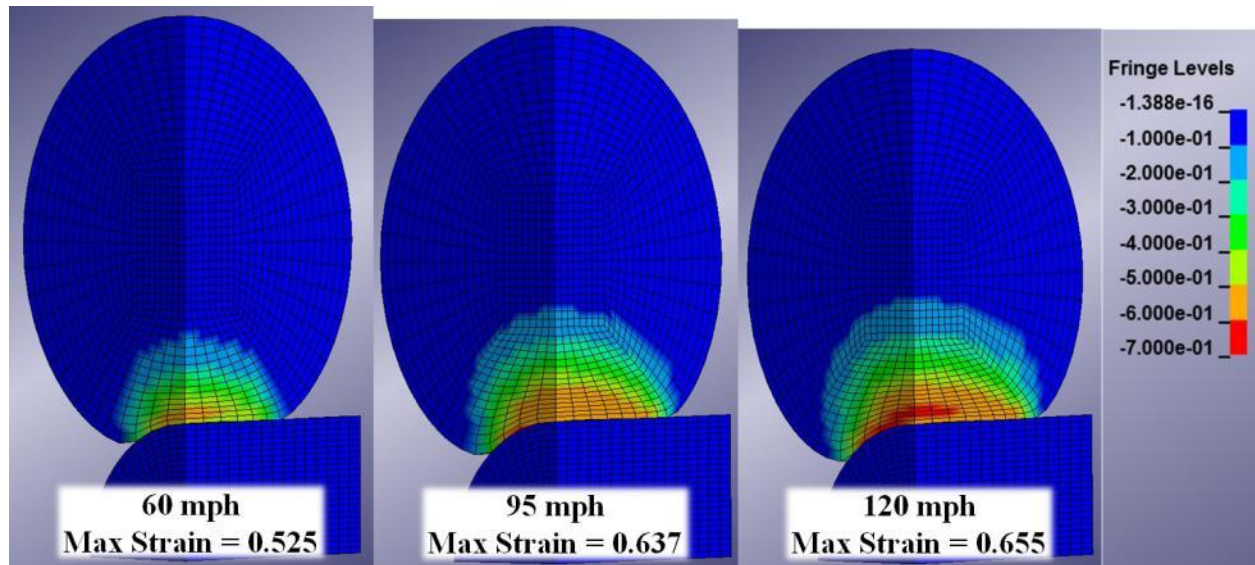 Fringe Levels
-1.388e-16
-1.000e-01
-2.000e-01
-3.000e-01
-4.000e-01
-5.000e-01
-6.000e-01
-7.000e-01
60 mph
Max Strain = 0.525
95 mph
Max Strain = 0.637
120 mph
Max Strain = 0.655